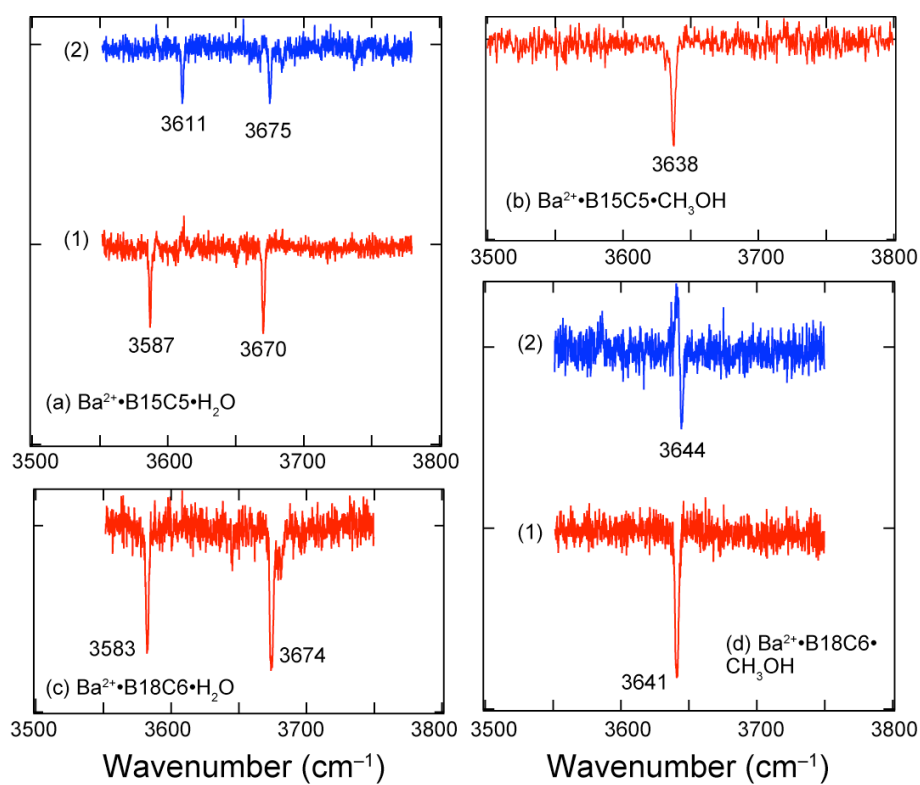 (2)
3611
3675
(1)
3587
3670
(a) Ba²⁺•B15C5•H₂O
3500 3600 3700 3800
3638
(b) Ba²⁺•B15C5•CH₃OH
3500 3600 3700 3800
3583
3674
(c) Ba²⁺•B18C6•H₂O
3500 3600 3700 3800
Wavenumber (cm⁻¹)
(2)
3644
(1)
3641
(d) Ba²⁺•B18C6•
CH₃OH
3500 3600 3700 3800
Wavenumber (cm⁻¹)